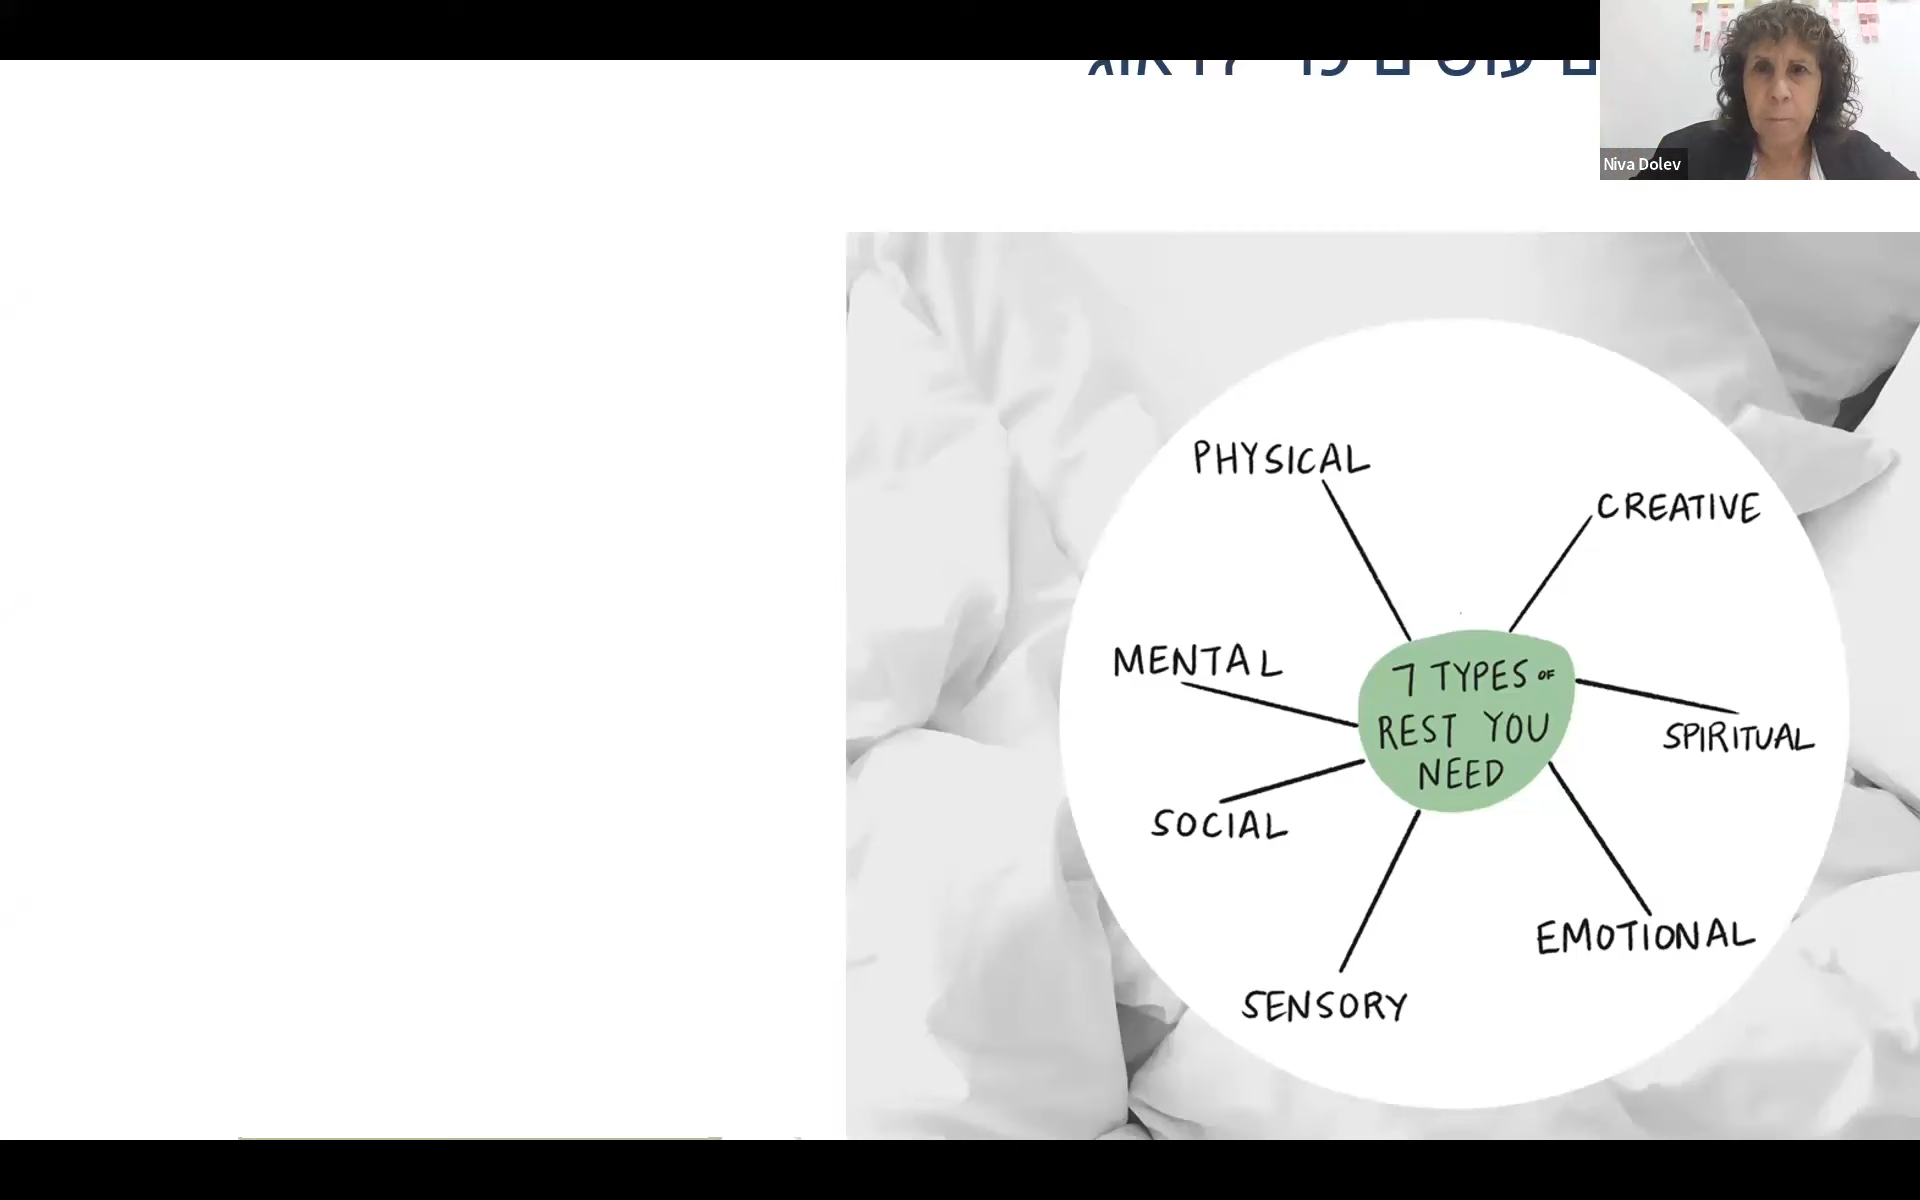 Niva Dolev
PHYSICAL
CREATIVE
MENTAL
7 TYPES OF
REST YOU
NEED
SPIRITUAL
SOCIAL
EMOTIONAL
SENSORY